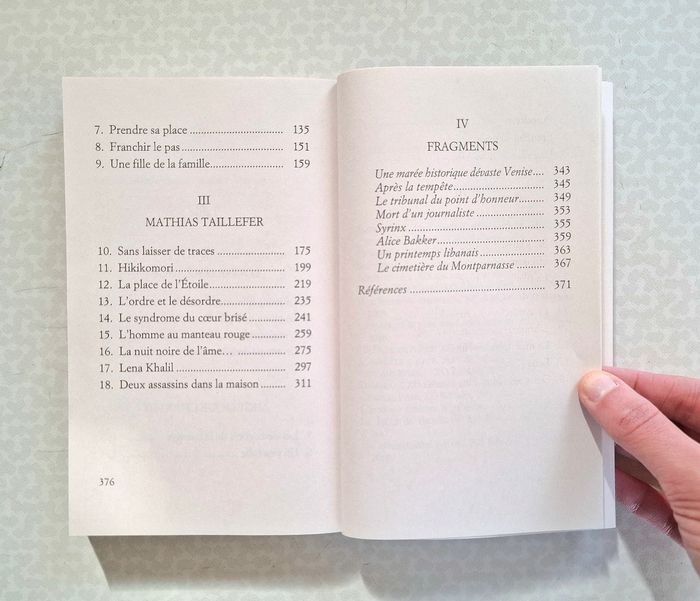 7. Prendre sa place .............................. 135
8. Franchir le pas ................................. 151
9. Une fille de la famille........................ 159
III
MATHIAS TAILLEFER
10. Sans laisser de traces ...................... 175
11. Hikikomori .................................... 199
12. La place de l’Étoile ......................... 219
13. L’ordre et le désordre...................... 235
14. Le syndrome du cœur brisé ............ 241
15. L’homme au manteau rouge .......... 259
16. La nuit noire de l’âme… ................ 275
17. Lena Khalil ................................... 297
18. Deux assassins dans la maison ........ 311
376
IV
FRAGMENTS
Une marée historique dévaste Venise.... 343
Après la tempête............................... 345
Le tribunal du point d’honneur........ 349
Mort d’un journaliste ....................... 353
Syrinx ............................................. 355
Alice Bakker .................................... 359
Un printemps libanais ...................... 363
Le cimetière du Montparnasse .......... 367
Références ........................................ 371